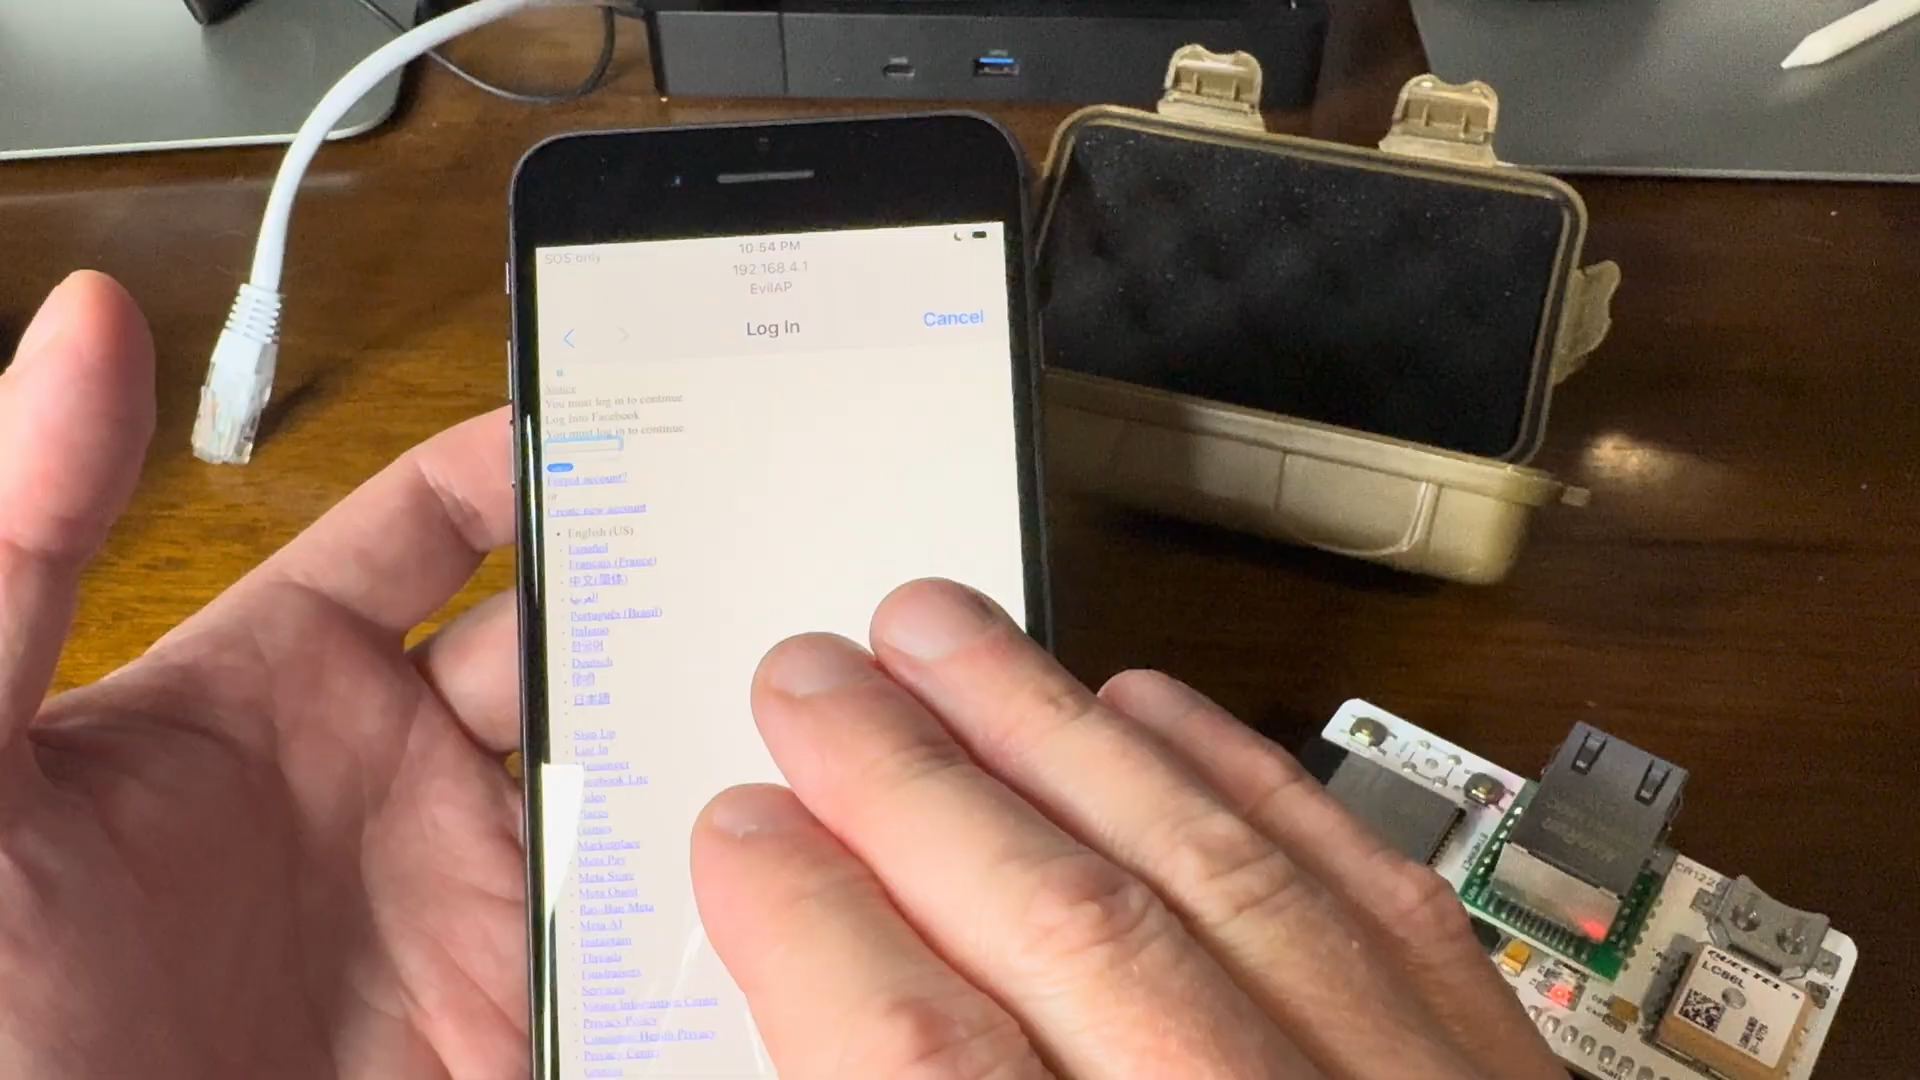 SOS only
10:54 PM
192.168.4.1
EvilAP
Log In
Cancel
Notice
You must log in to continue
Log Into Facebook
You must log in to continue
Forgot account?
or
Create new account
English (US)
Español
Français (France)
中文(简体)
العربية
Português (Brasil)
Italiano
한국어
Deutsch
हिन्दी
日本語
Sign Up
Log In
Messenger
Facebook Lite
Video
Places
Games
Marketplace
Meta Pay
Meta Store
Meta Quest
Ray-Ban Meta
Meta AI
Instagram
Threads
Fundraisers
Services
Voting Information Center
Privacy Policy
Consumer Health Privacy
Privacy Center
Groups
ETHERNET
QUECTEL
LC86L